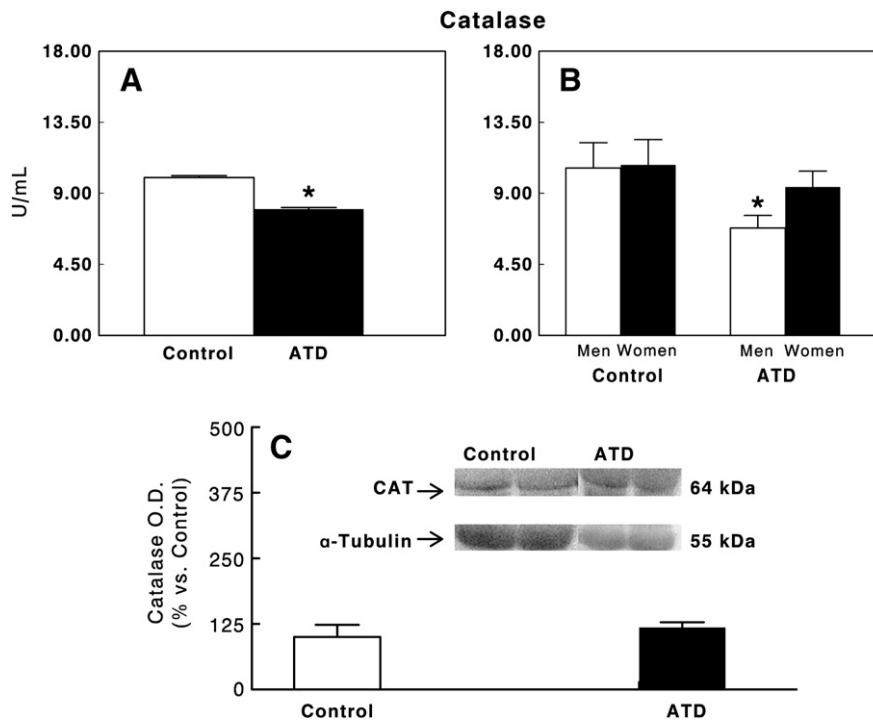 Catalase
A
18.00
13.50
9.00
4.50
0.00
U/mL
*
Control ATD
B
18.00
13.50
9.00
4.50
0.00
*
Men Women Men Women
Control ATD
C
500
375
250
125
0
Catalase O.D.
(% vs. Control)
Control ATD
CAT 64 kDa
α-Tubulin 55 kDa
Control ATD